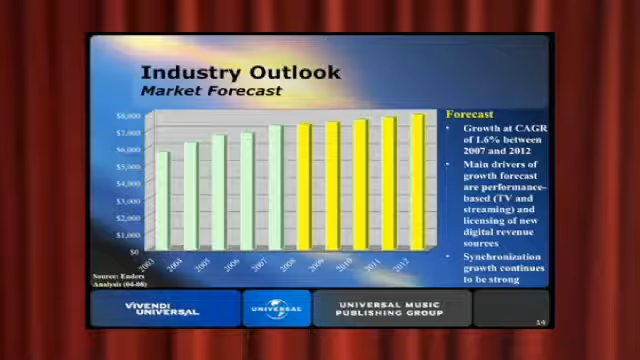 Industry Outlook
Market Forecast
$8,000
$7,000
$6,000
$5,000
$4,000
$3,000
$2,000
$1,000
$0
2003
2004
2005
2006
2007
2008
2009
2010
2011
2012
Forecast
• Growth at CAGR
of 1.6% between
2007 and 2012
• Main drivers of
growth forecast
are performance-
based (TV and
streaming) and
licensing of new
digital revenue
sources
• Synchronization
growth continues
to be strong
Source: Enders
Analysis (04-08)
VIVENDI
UNIVERSAL
UNIVERSAL
UNIVERSAL MUSIC
PUBLISHING GROUP
14